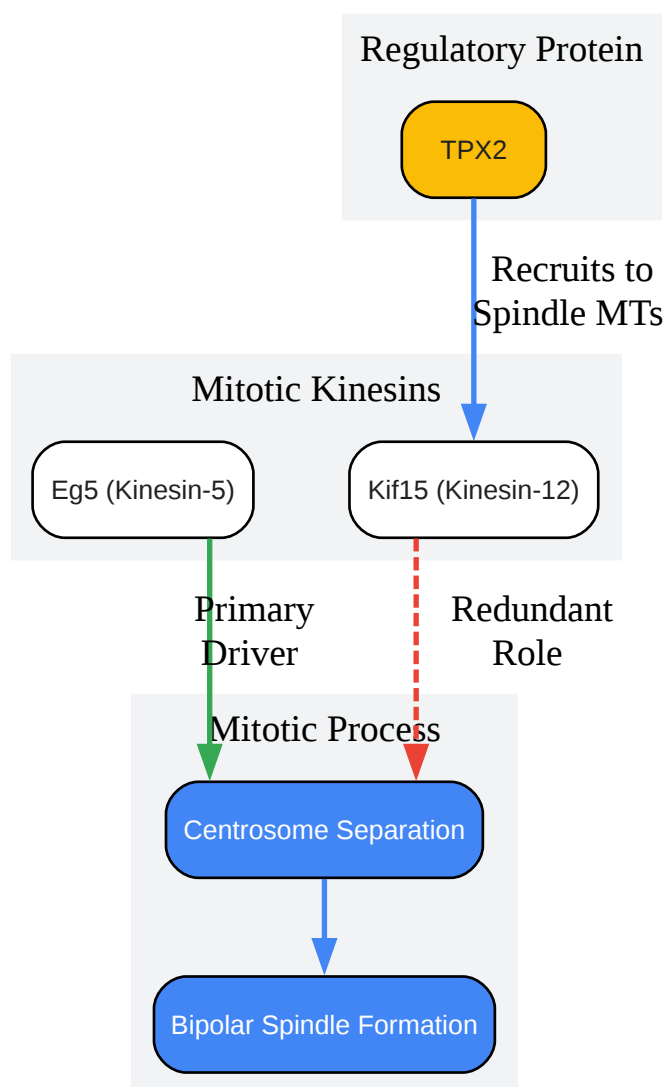 Regulatory Protein
TPX2
Recruits to
Spindle MTs
Mitotic Kinesins
Eg5 (Kinesin-5)
Kif15 (Kinesin-12)
Primary
Driver
Redundant
Role
Mitotic Process
Centrosome Separation
Bipolar Spindle Formation